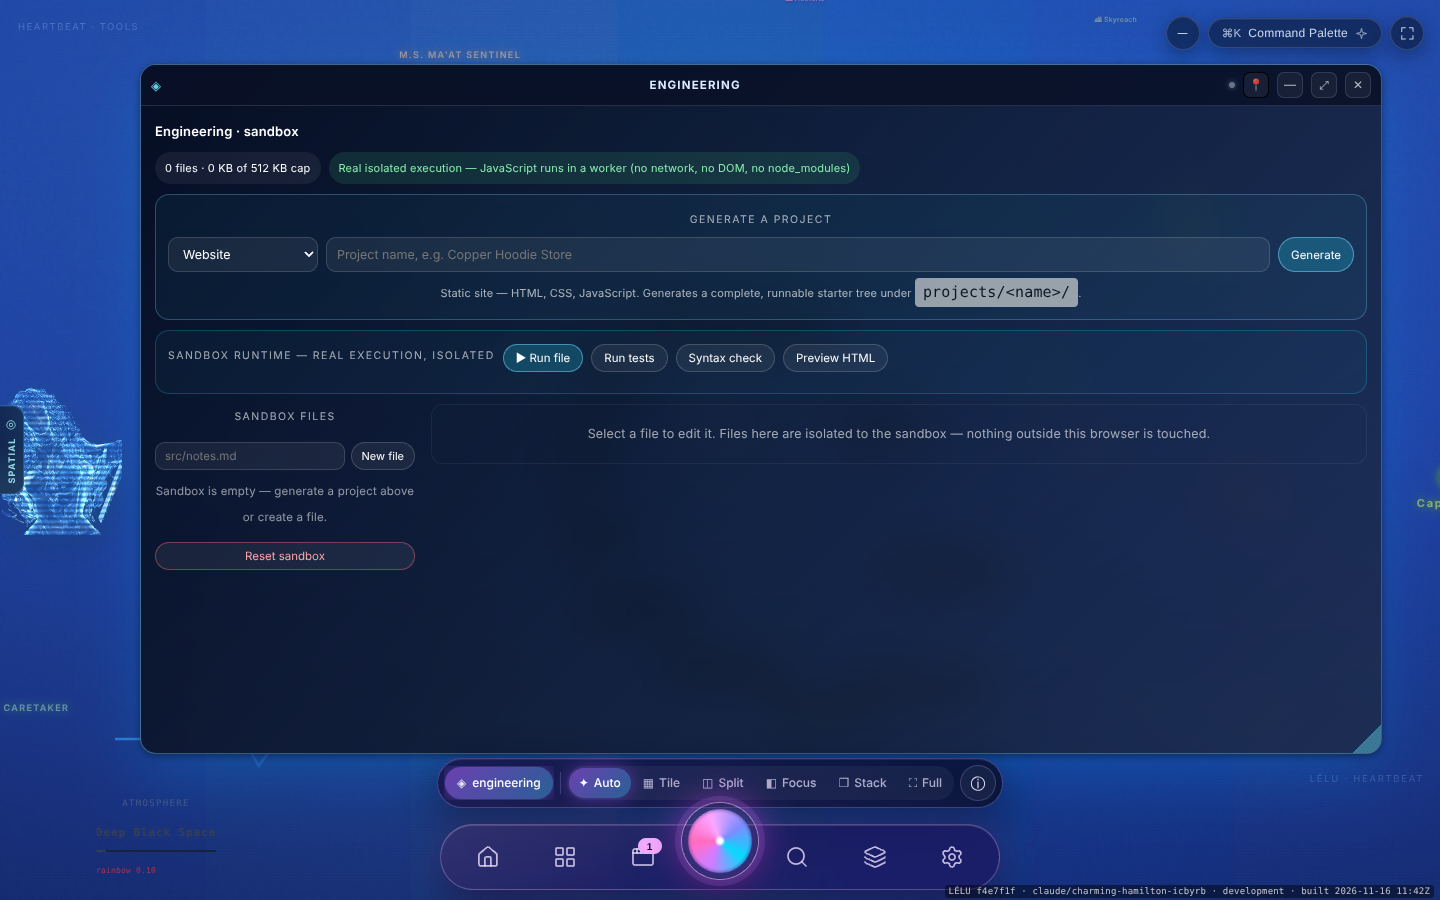 HEARTBEAT · TOOLS
Skyreach
⌘K Command Palette
M.S. MA'AT SENTINEL
ENGINEERING
Engineering · sandbox
0 files · 0 KB of 512 KB cap
Real isolated execution — JavaScript runs in a worker (no network, no DOM, no node_modules)
GENERATE A PROJECT
Website
Project name, e.g. Copper Hoodie Store
Generate
Static site — HTML, CSS, JavaScript. Generates a complete, runnable starter tree under projects/<name>/.
SANDBOX RUNTIME — REAL EXECUTION, ISOLATED
▶ Run file
Run tests
Syntax check
Preview HTML
SANDBOX FILES
src/notes.md
New file
Sandbox is empty — generate a project above
or create a file.
Reset sandbox
Select a file to edit it. Files here are isolated to the sandbox — nothing outside this browser is touched.
SPATIAL
Cap
CARETAKER
engineering
Auto
Tile
Split
Focus
Stack
Full
LÉLU · HEARTBEAT
ATMOSPHERE
Deep Black Space
rainbow 0.10
1
LÉLU f4e7f1f · claude/charming-hamilton-icbyrb · development · built 2026-11-16 11:42Z